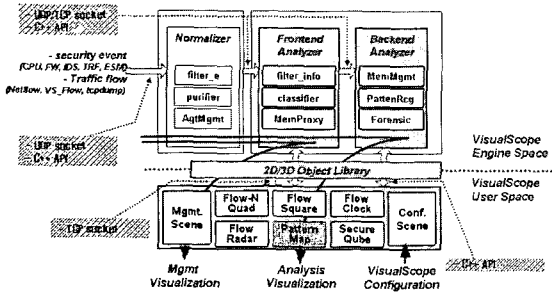 - UDP/TCP socket
- C++ API
Normalizer
Frontend
Analyzer
Backend
Analyzer
- security event
(CPU, FW, IDS, TRF, ESM)
- Traffic flow
(Netflow, VS_Flow, tcpdump)
filter_e
purifier
AgtMgmt
filter_info
classifier
MemProxy
MemMgmt
PattenRcg
Forensic
- UDP socket
- C++ API
VisualScope
Engine Space
2D/3D Object Library
VisualScope
User Space
TCP socket
Mgmt.
Scene
Flow-N
Quad
Flow
Square
Flow
Clock
Conf.
Scene
Flow
Radar
Pattern
Map
Secure
Qube
- C++ API
Mgmt
Visualization
Analysis
Visualization
VisualScope
Configuration